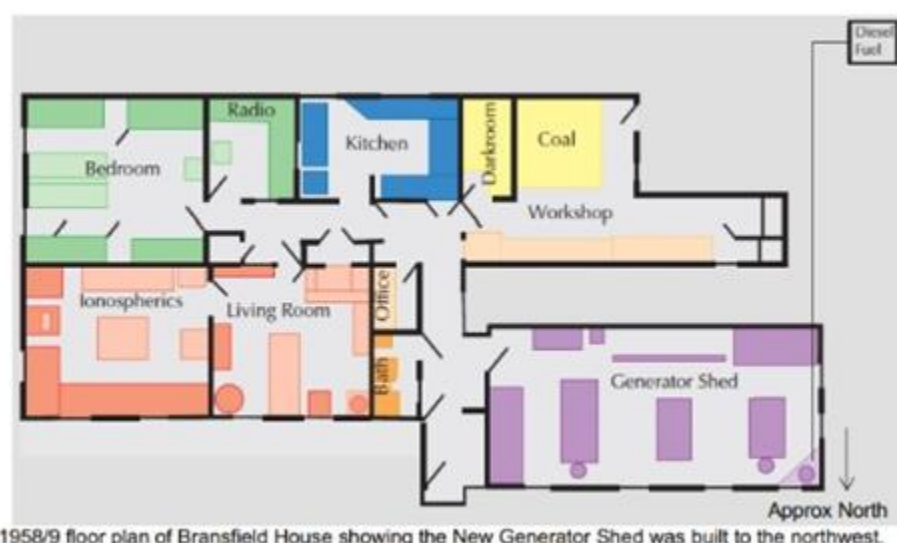 Diesel
Fuel
Radio
Kitchen
Darkroom
Coal
Bedroom
Workshop
Ionospherics
Living Room
Office
Bath
Generator Shed
Approx North
1958/9 floor plan of Bransfield House showing the New Generator Shed was built to the northwest.